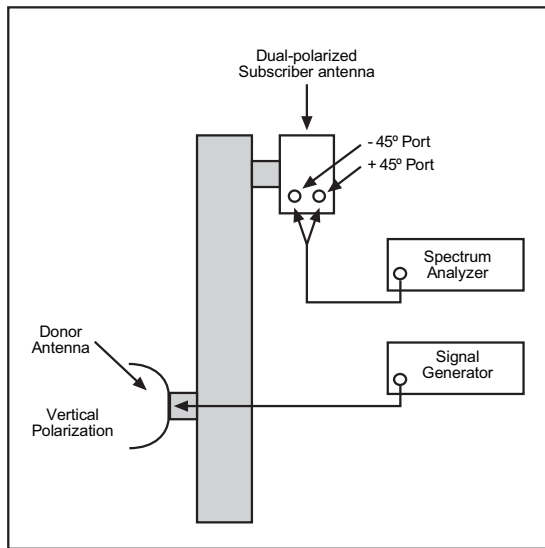 Dual-polarized
Subscriber antenna
- 45º Port
+ 45º Port
Spectrum
Analyzer
Donor
Antenna
Signal
Generator
Vertical
Polarization